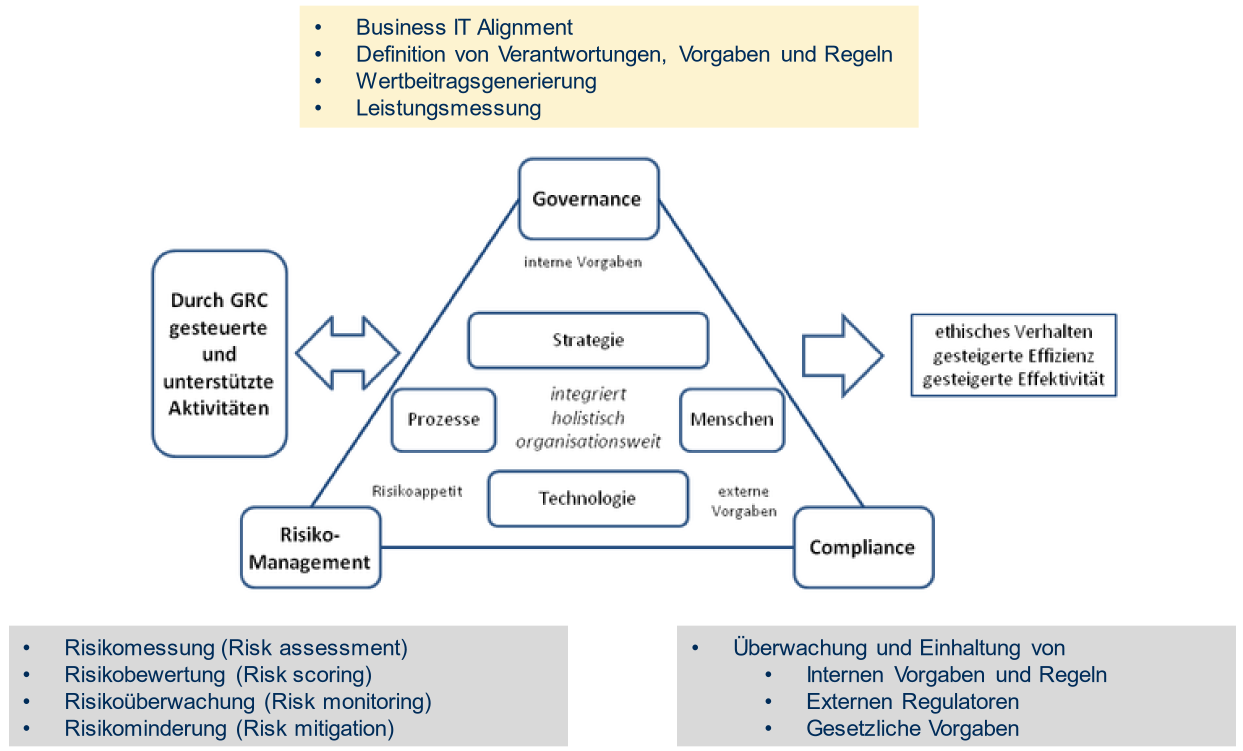 • Business IT Alignment
• Definition von Verantwortungen, Vorgaben und Regeln
• Wertbeitragsgenerierung
• Leistungsmessung
Governance
interne Vorgaben
Durch GRC
gesteuerte
und
unterstützte
Aktivitäten
Strategie
ethisches Verhalten
gesteigerte Effizienz
gesteigerte Effektivität
Prozesse
integriert
holistisch
organisationsweit
Menschen
Risikoappetit
Technologie
externe
Vorgaben
Risiko-
Management
Compliance
• Risikomessung (Risk assessment)
• Risikobewertung (Risk scoring)
• Risikoüberwachung (Risk monitoring)
• Risikominderung (Risk mitigation)
• Überwachung und Einhaltung von
• Internen Vorgaben und Regeln
• Externen Regulatoren
• Gesetzliche Vorgaben